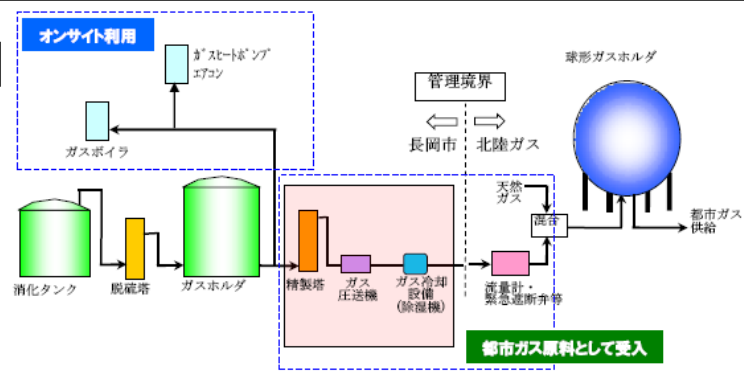 オンサイト利用
ｶﾞｽﾋｰﾄﾎﾟﾝﾌﾟ
エアコン
ガスボイラ
管理境界
長岡市
北陸ガス
球形ガスホルダ
天然
ガス
混合
都市ガス
供給
消化タンク
脱硫塔
ガスホルダ
精製塔
ガス
圧送機
ガス冷却
設備
(除湿機)
流量計・
緊急遮断弁等
都市ガス原料として受入